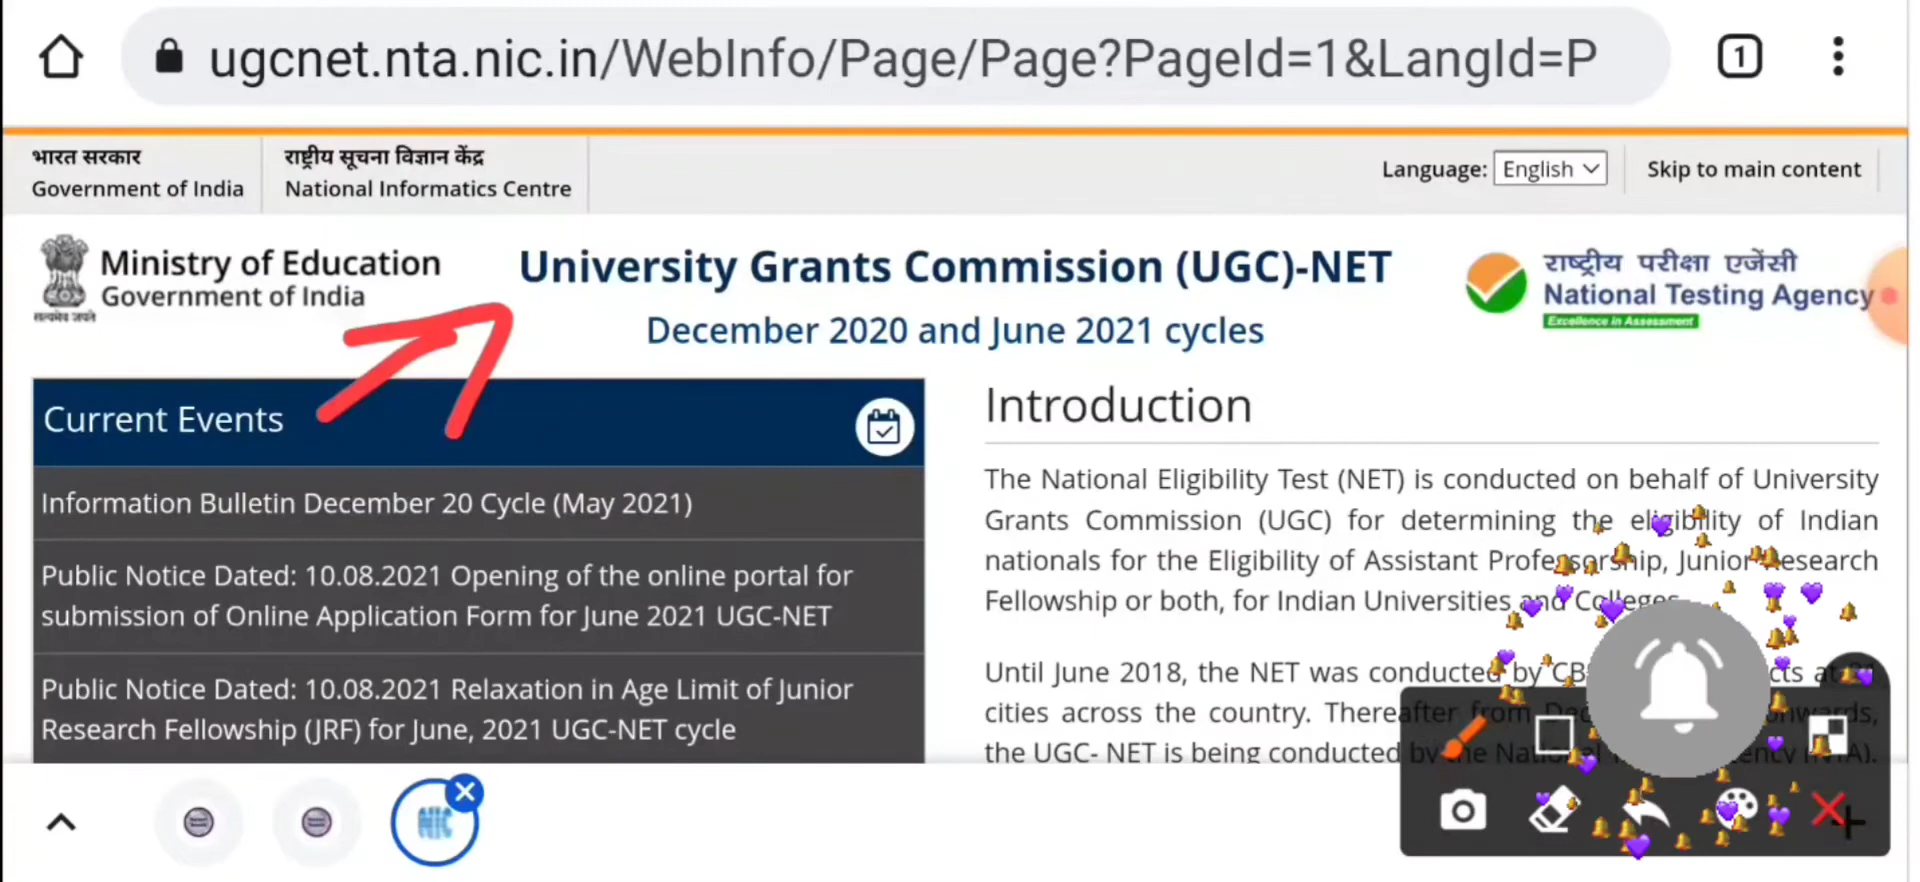 ugcnet.nta.nic.in/WebInfo/Page/Page?PageId=1&LangId=P
1
भारत सरकार
Government of India
राष्ट्रीय सूचना विज्ञान केंद्र
National Informatics Centre
Language: English
Skip to main content
सत्यमेव जयते
Ministry of Education
Government of India
University Grants Commission (UGC)-NET
December 2020 and June 2021 cycles
राष्ट्रीय परीक्षा एजेंसी
National Testing Agency
Excellence in Assessment
Current Events
Information Bulletin December 20 Cycle (May 2021)
Public Notice Dated: 10.08.2021 Opening of the online portal for
submission of Online Application Form for June 2021 UGC-NET
Public Notice Dated: 10.08.2021 Relaxation in Age Limit of Junior
Research Fellowship (JRF) for June, 2021 UGC-NET cycle
Introduction
The National Eligibility Test (NET) is conducted on behalf of University
Grants Commission (UGC) for determining the eligibility of Indian
nationals for the Eligibility of Assistant Professorship, Junior Research
Fellowship or both, for Indian Universities and Colleges.
Until June 2018, the NET was conducted by
cities across the country. Thereafter from
the UGC- NET is being conducted by the
NIC